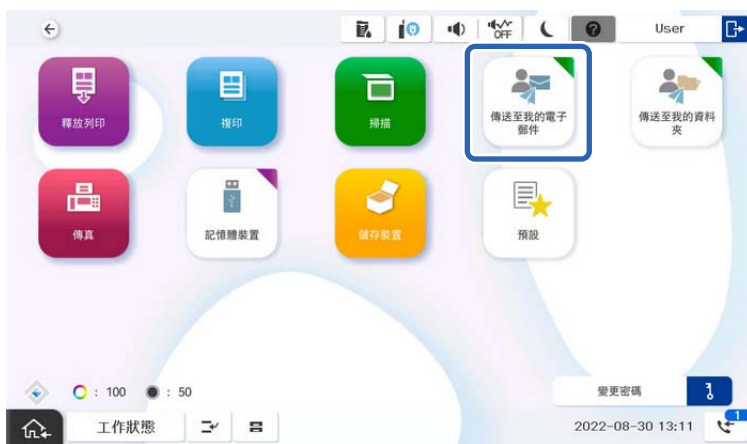 OFF
User
釋放列印
複印
掃描
傳送至我的電子
郵件
傳送至我的資料
夾
傳真
記憶體裝置
儲存裝置
預設
: 100
: 50
變更密碼
工作狀態
2022-08-30 13:11
1